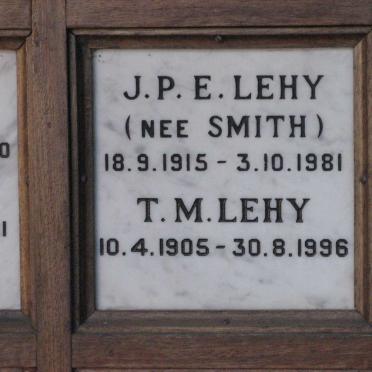 J.P.E. LEHY
(NEE SMITH)
18.9.1915 - 3.10.1981
T.M. LEHY
10.4.1905 - 30.8.1996